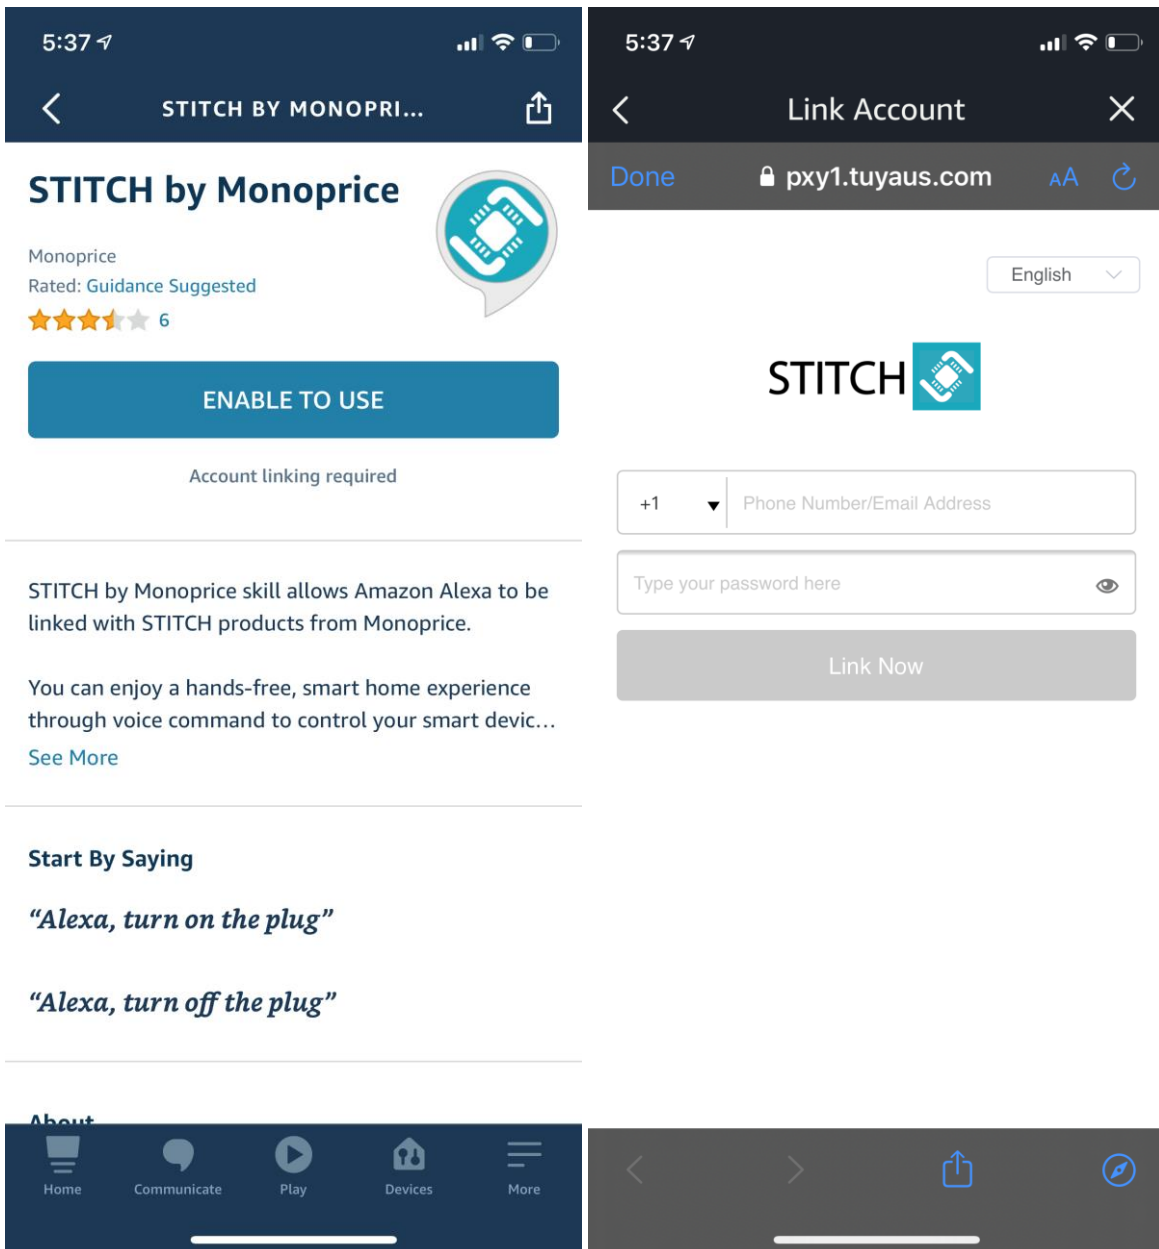 5:37
STITCH BY MONOPRI...
STITCH by Monoprice
Monoprice
Rated: Guidance Suggested
6
ENABLE TO USE
Account linking required
STITCH by Monoprice skill allows Amazon Alexa to be
linked with STITCH products from Monoprice.
You can enjoy a hands-free, smart home experience
through voice command to control your smart devic...
See More
Start By Saying
“Alexa, turn on the plug”
“Alexa, turn off the plug”
About
Home
Communicate
Play
Devices
More
5:37
Link Account
Done
pxy1.tuyaus.com
AA
English
STITCH
+1
Phone Number/Email Address
Type your password here
Link Now